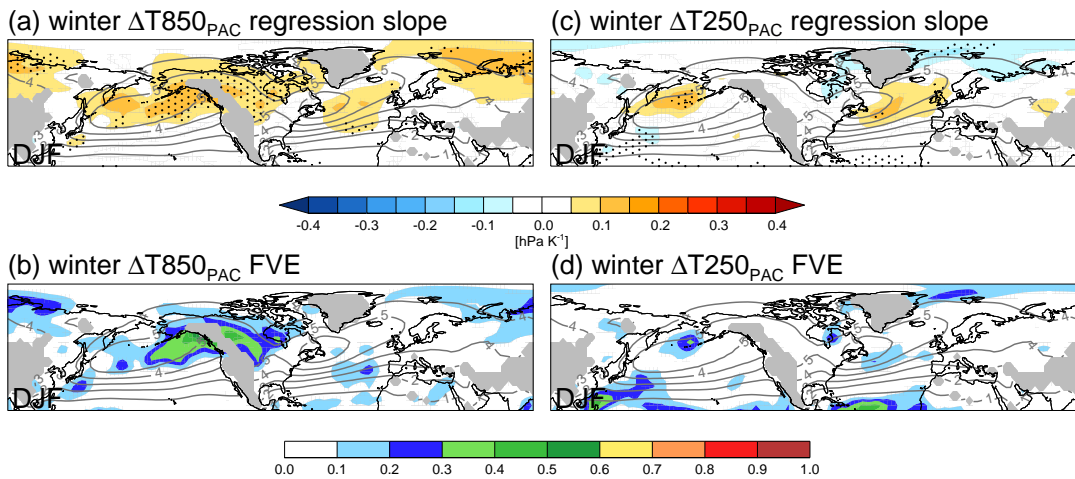 (a) winter ΔT850PAC regression slope
(c) winter ΔT250PAC regression slope
DJF
DJF
-0.4 -0.3 -0.2 -0.1 0.0 0.1 0.2 0.3 0.4
[hPa K⁻¹]
(b) winter ΔT850PAC FVE
(d) winter ΔT250PAC FVE
DJF
DJF
0.0 0.1 0.2 0.3 0.4 0.5 0.6 0.7 0.8 0.9 1.0